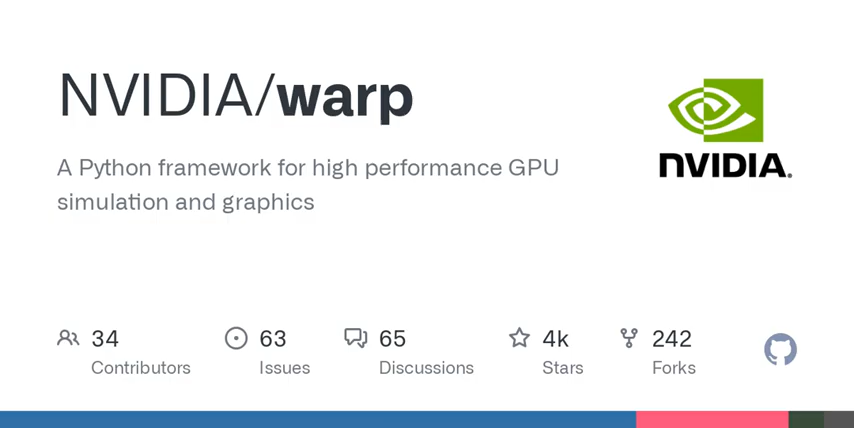 NVIDIA/warp
A Python framework for high performance GPU
simulation and graphics
NVIDIA.
34
Contributors
63
Issues
65
Discussions
4k
Stars
242
Forks